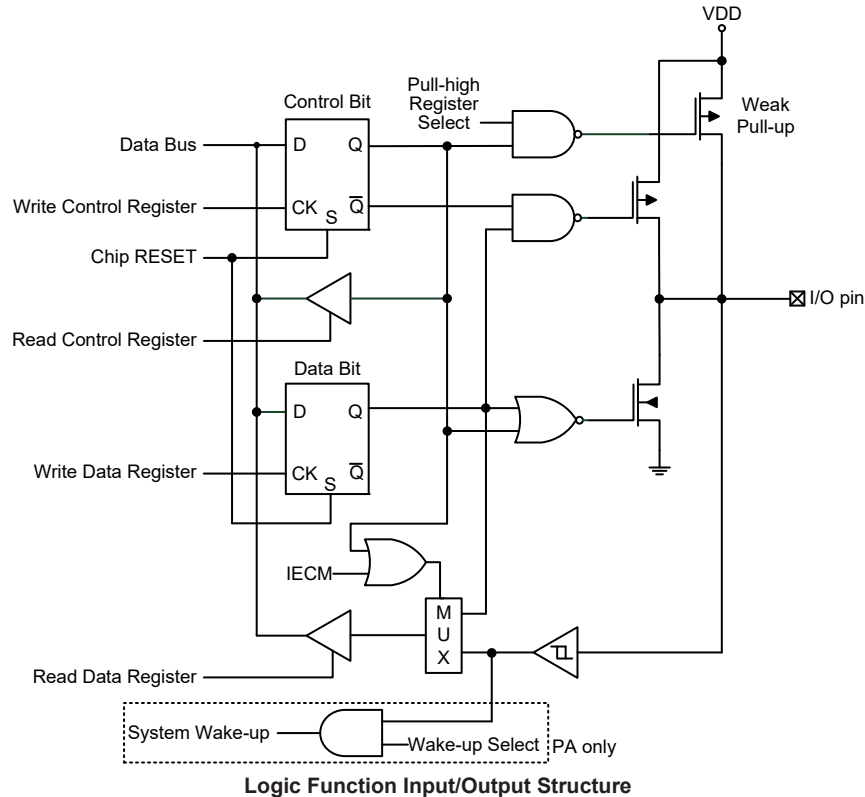 VDD
Pull-high
Register
Select
Weak
Pull-up
Control Bit
Data Bus
D
Q
Write Control Register
CK
S
Q̅
Chip RESET
I/O pin
Read Control Register
Data Bit
D
Q
Write Data Register
CK
S
Q̅
IECM
M
U
X
Read Data Register
System Wake-up
Wake-up Select
PA only
Logic Function Input/Output Structure